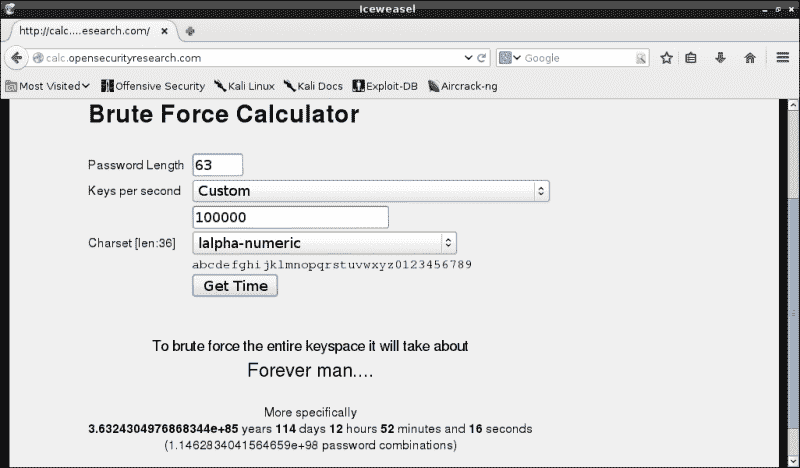 Iceweasel
http://calc....esearch.com/
calc.opensecurityresearch.com
Google
Most Visited
Offensive Security
Kali Linux
Kali Docs
Exploit-DB
Aircrack-ng
Brute Force Calculator
Password Length 63
Keys per second Custom
100000
Charset [len:36] lalpha-numeric
abcdefghijklmnopqrstuvwxyz0123456789
Get Time
To brute force the entire keyspace it will take about
Forever man....
More specifically
3.6324304976868344e+85 years 114 days 12 hours 52 minutes and 16 seconds
(1.1462834041564659e+98 password combinations)